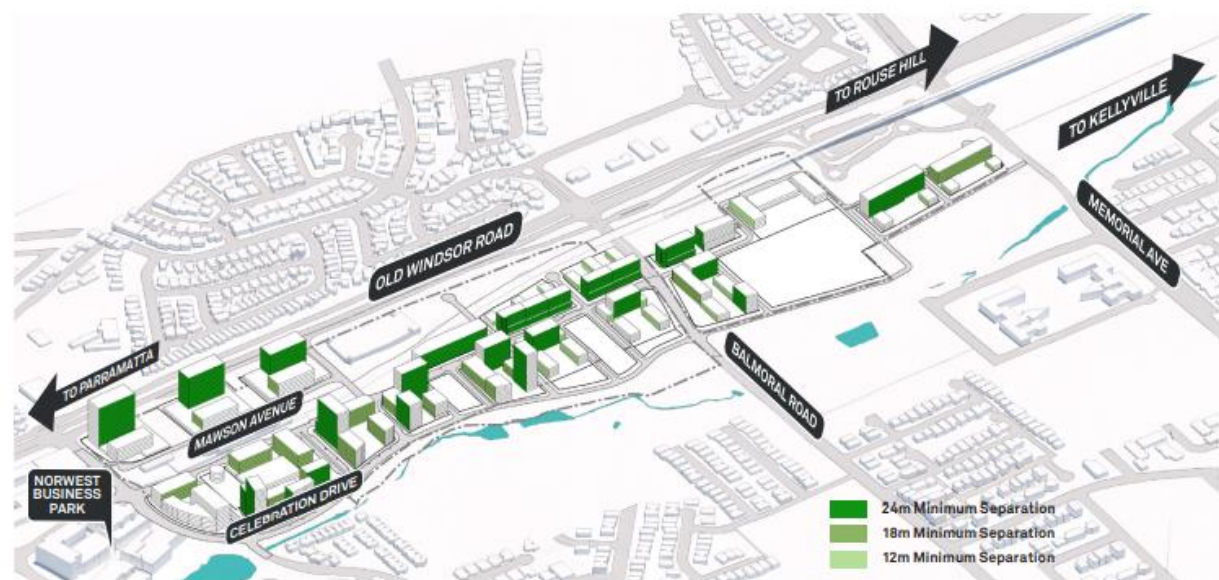 TO ROUSE HILL
TO KELLYVILLE
OLD WINDSOR ROAD
MEMORIAL AVE
TO PARRAMATTA
BALMORAL ROAD
MAWSON AVENUE
NORWEST
BUSINESS
PARK
CELEBRATION DRIVE
24m Minimum Separation
18m Minimum Separation
12m Minimum Separation